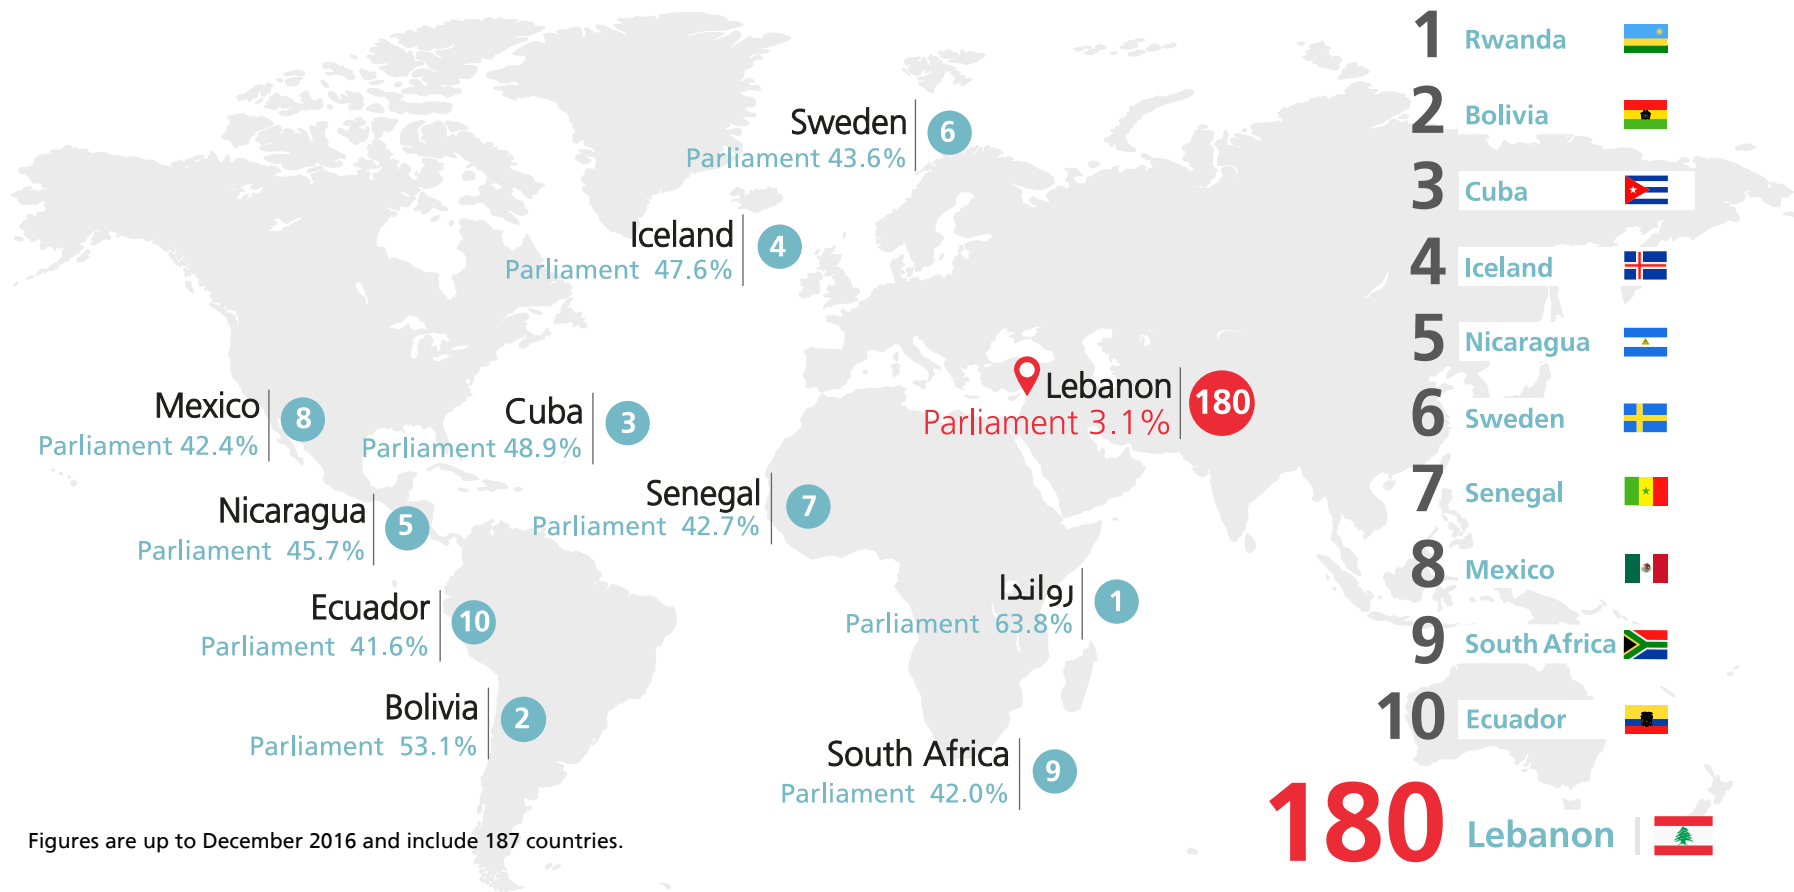 Sweden
Parliament 43.6%
6
Iceland
Parliament 47.6%
4
Lebanon
Parliament 3.1%
180
Mexico
Parliament 42.4%
8
Cuba
Parliament 48.9%
3
Senegal
Parliament 42.7%
7
Nicaragua
Parliament 45.7%
5
رواندا
Parliament 63.8%
1
Ecuador
Parliament 41.6%
10
Bolivia
Parliament 53.1%
2
South Africa
Parliament 42.0%
9
Figures are up to December 2016 and include 187 countries.
1 Rwanda
2 Bolivia
3 Cuba
4 Iceland
5 Nicaragua
6 Sweden
7 Senegal
8 Mexico
9 South Africa
10 Ecuador
180 Lebanon